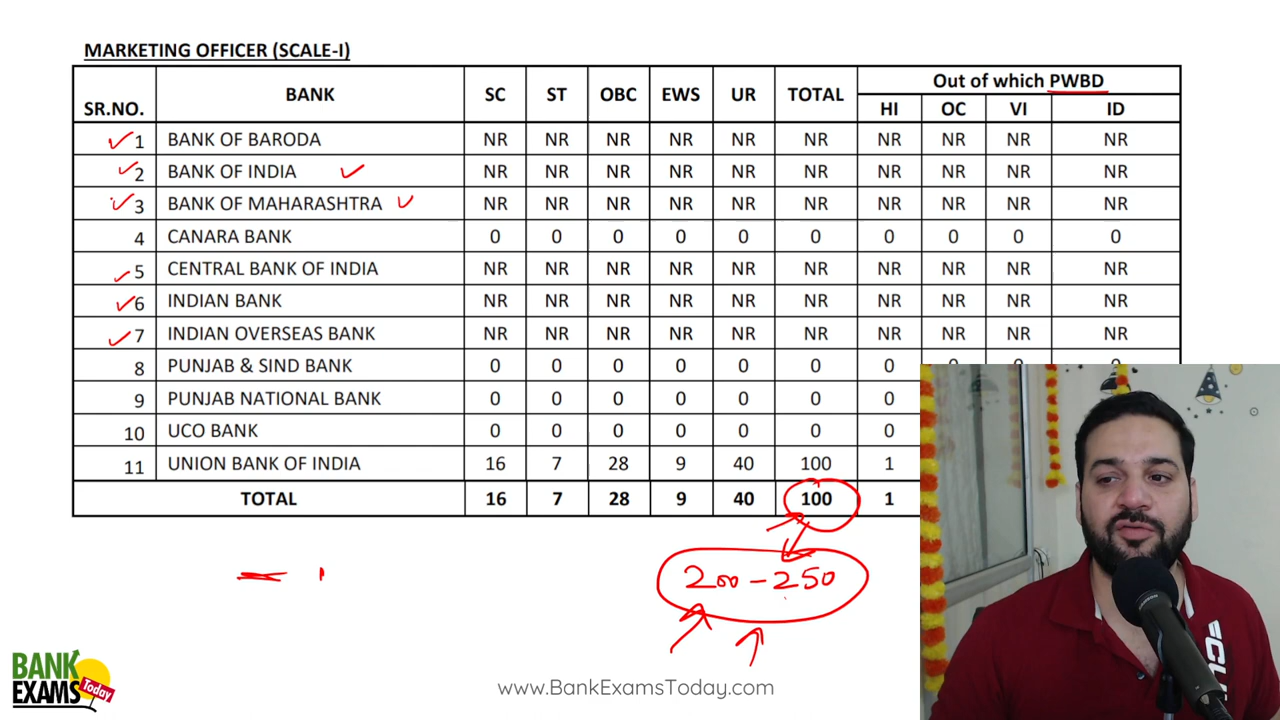 MARKETING OFFICER (SCALE-I)
SR.NO. BANK SC ST OBC EWS UR TOTAL Out of which PWBD
HI OC VI ID
1 BANK OF BARODA NR NR NR NR NR NR NR NR NR NR
2 BANK OF INDIA NR NR NR NR NR NR NR NR NR NR
3 BANK OF MAHARASHTRA NR NR NR NR NR NR NR NR NR NR
4 CANARA BANK 0 0 0 0 0 0 0 0 0 0
5 CENTRAL BANK OF INDIA NR NR NR NR NR NR NR NR NR NR
6 INDIAN BANK NR NR NR NR NR NR NR NR NR NR
7 INDIAN OVERSEAS BANK NR NR NR NR NR NR NR NR NR NR
8 PUNJAB & SIND BANK 0 0 0 0 0 0 0
9 PUNJAB NATIONAL BANK 0 0 0 0 0 0 0
10 UCO BANK 0 0 0 0 0 0 0
11 UNION BANK OF INDIA 16 7 28 9 40 100 1
TOTAL 16 7 28 9 40 100 1
200-250
BANK
EXAMS
Today
www.BankExamsToday.com